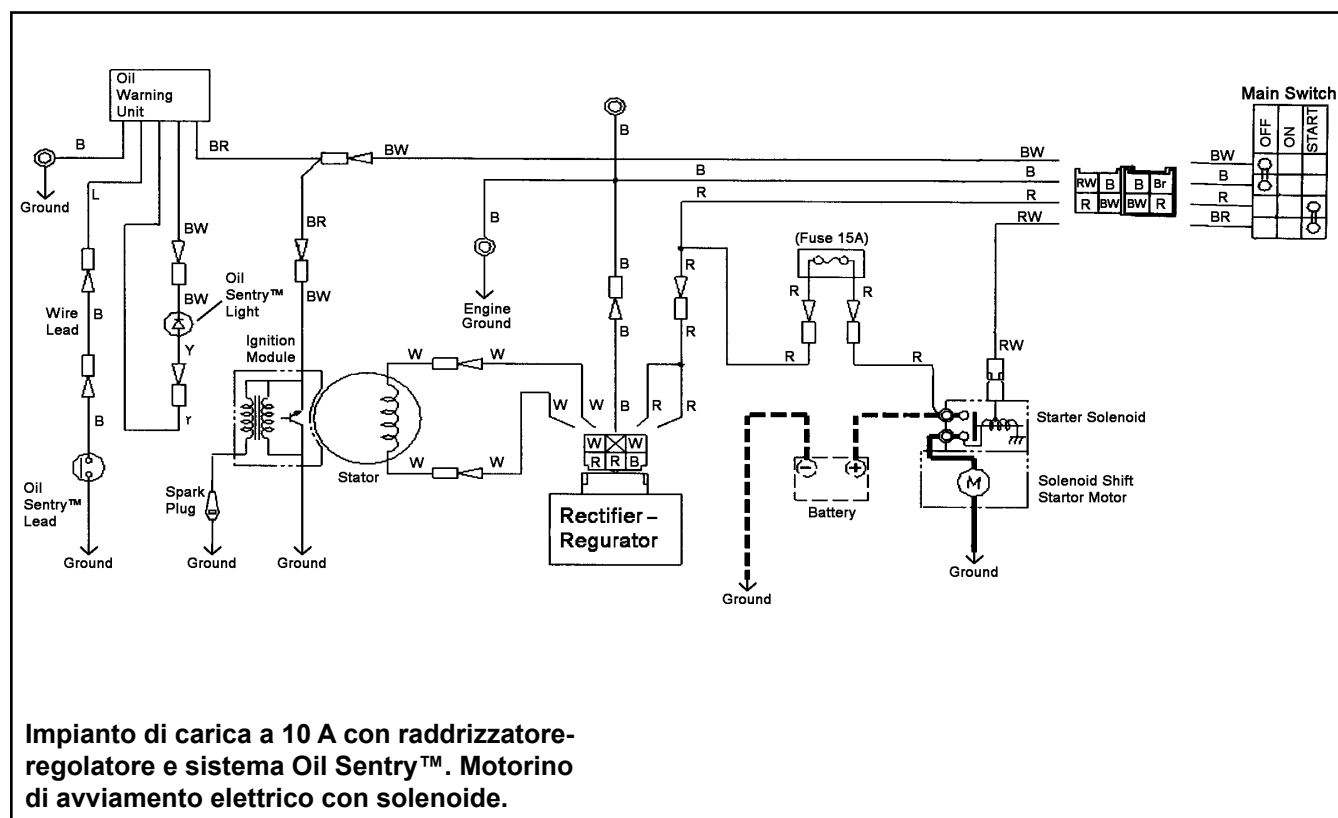 Oil
Warning
Unit
Main Switch
OFF
ON
START
B
BR
BW
B
BW
BW
B
B
B
RW
B
B
Br
R
R
R
R
BW
BW
R
L
RW
BR
Ground
BW
BR
B
R
(Fuse 15A)
Oil
Sentry™
Light
BW
BW
B
R
R
Wire
Lead
B
Engine
Ground
Y
Ignition
Module
W
W
B
R
R
R
RW
W
W
B
R
R
B
Y
W
W
R
R
B
Starter Solenoid
Stator
W
W
Oil
Sentry™
Lead
Spark
Plug
Rectifier –
Regurator
−
+
Battery
M
Solenoid Shift
Startor Motor
Ground
Ground
Ground
Ground
Ground
Impianto di carica a 10 A con raddrizzatore-
regolatore e sistema Oil Sentry™. Motorino
di avviamento elettrico con solenoide.